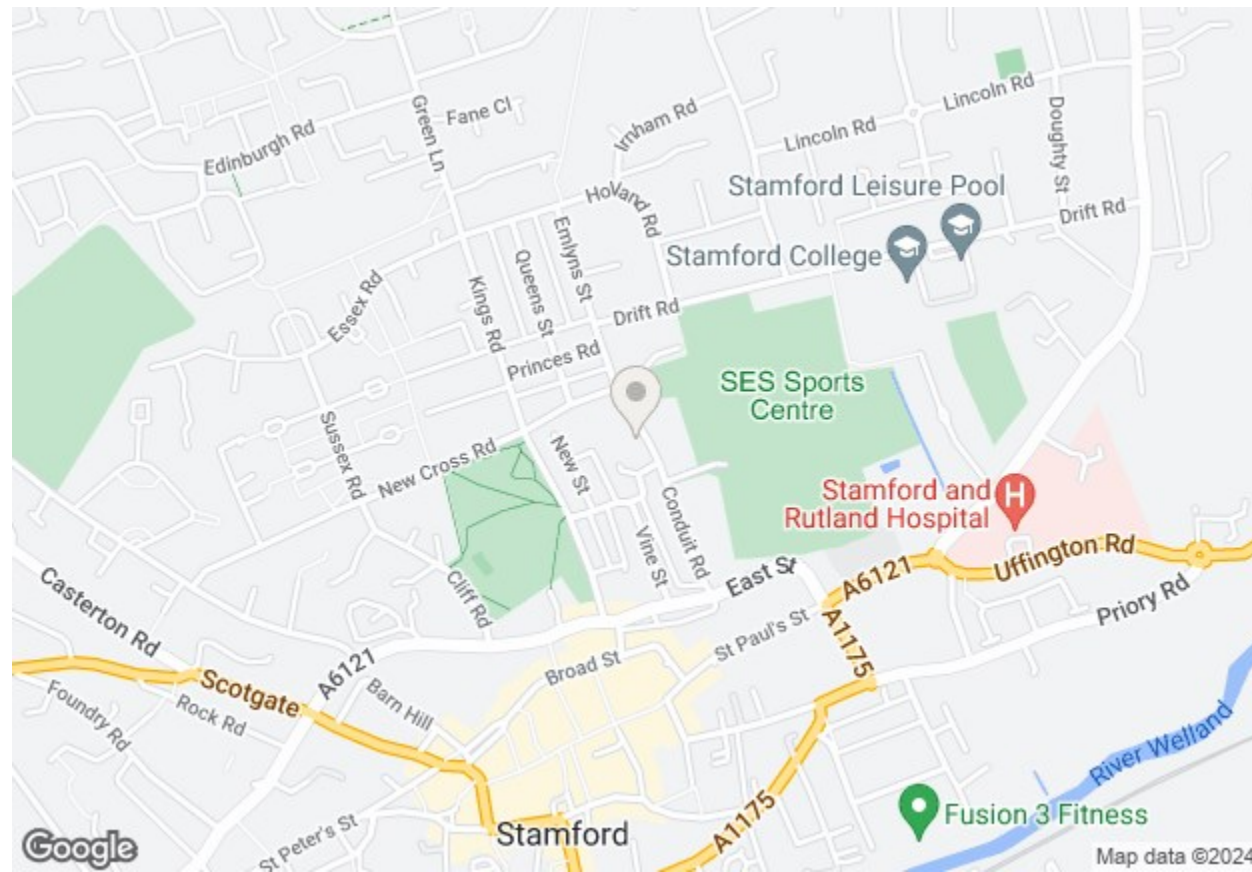 Fane Cl
Green Ln
Edinburgh Rd
Irnham Rd
Lincoln Rd
Lincoln Rd
Doughty St
Holland Rd
Stamford Leisure Pool
Drift Rd
Stamford College
Emlyns St
Queens St
Kings Rd
Essex Rd
Drift Rd
Princes Rd
SES Sports
Centre
Sussex Rd
New Cross Rd
New St
Conduit Rd
Vine St
Stamford and
Rutland Hospital
H
Uffington Rd
A6121
East St
Priory Rd
Cliff Rd
Casterton Rd
St Paul's St
A1175
A6121
Broad St
Scotgate
Barn Hill
Rock Rd
Foundry Rd
River Welland
A1175
Fusion 3 Fitness
Stamford
St Peter's St
Google
Map data ©2024